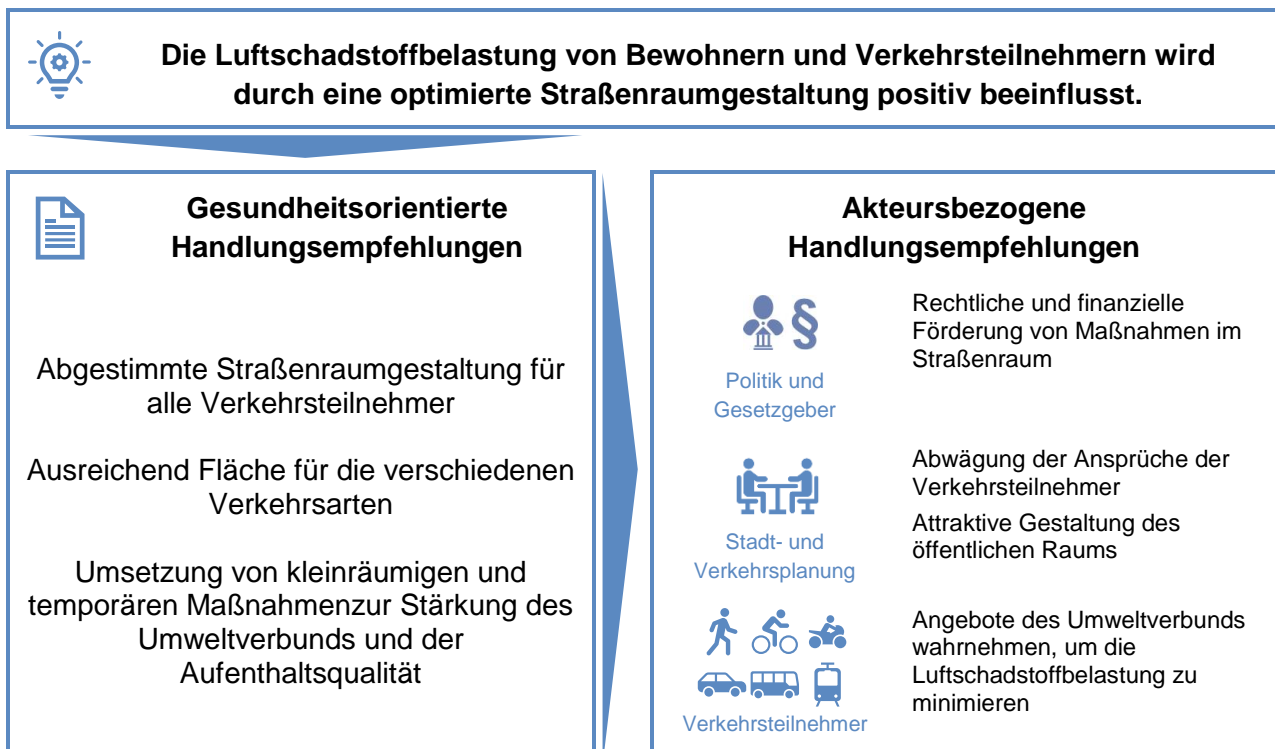 Die Luftschadstoffbelastung von Bewohnern und Verkehrsteilnehmern wird
durch eine optimierte Straßenraumgestaltung positiv beeinflusst.
Gesundheitsorientierte
Handlungsempfehlungen
Abgestimmte Straßenraumgestaltung für
alle Verkehrsteilnehmer
Ausreichend Fläche für die verschiedenen
Verkehrsarten
Umsetzung von kleinräumigen und
temporären Maßnahmenzur Stärkung des
Umweltverbunds und der
Aufenthaltsqualität
Akteursbezogene
Handlungsempfehlungen
§
Politik und
Gesetzgeber
Rechtliche und finanzielle
Förderung von Maßnahmen im
Straßenraum
Stadt- und
Verkehrsplanung
Abwägung der Ansprüche der
Verkehrsteilnehmer
Attraktive Gestaltung des
öffentlichen Raums
Verkehrsteilnehmer
Angebote des Umweltverbunds
wahrnehmen, um die
Luftschadstoffbelastung zu
minimieren